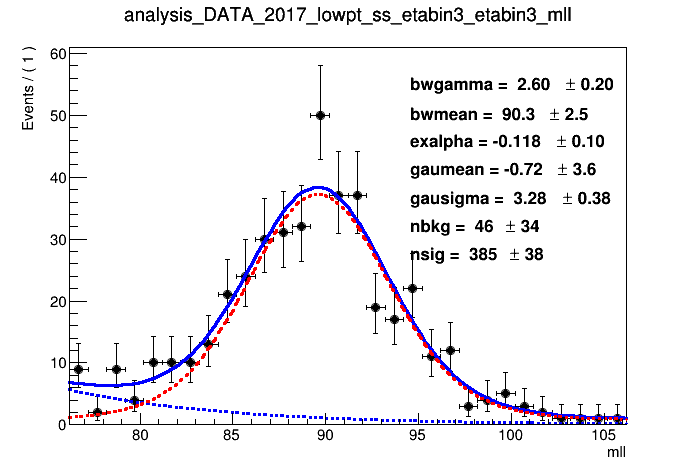 analysis_DATA_2017_lowpt_ss_etabin3_etabin3_mll
Events / ( 1 )
60
50
40
30
20
10
0
bwgamma = 2.60 ± 0.20
bwmean = 90.3 ± 2.5
exalpha = -0.118 ± 0.10
gaumean = -0.72 ± 3.6
gausigma = 3.28 ± 0.38
nbkg = 46 ± 34
nsig = 385 ± 38
80 85 90 95 100 105
mll